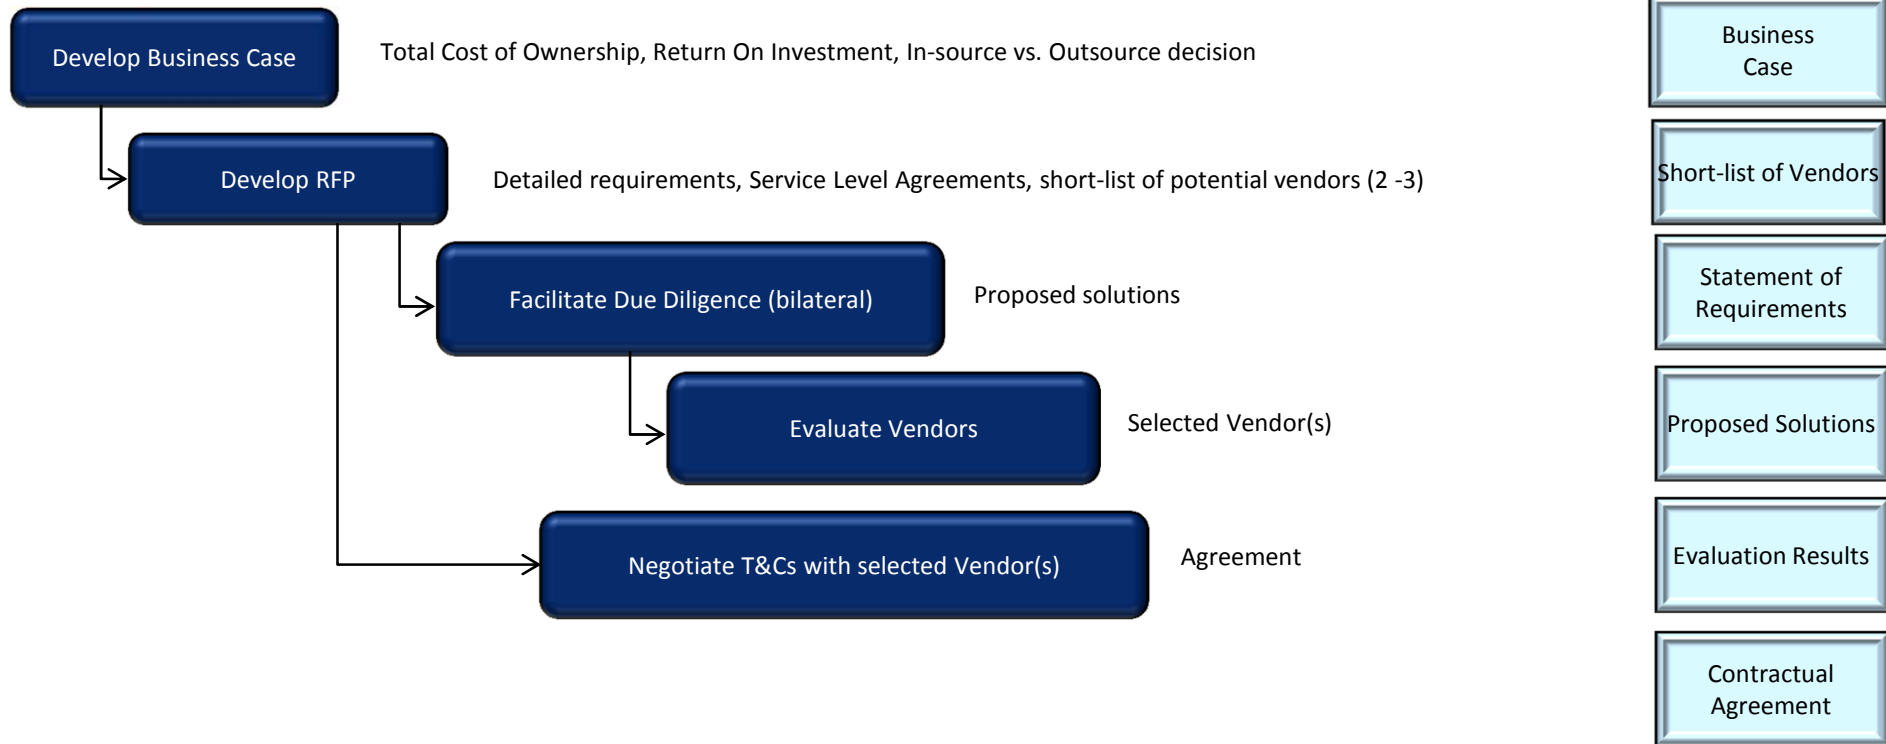 Develop Business Case
Total Cost of Ownership, Return On Investment, In-source vs. Outsource decision
Develop RFP
Detailed requirements, Service Level Agreements, short-list of potential vendors (2 -3)
Facilitate Due Diligence (bilateral)
Proposed solutions
Evaluate Vendors
Selected Vendor(s)
Negotiate T&Cs with selected Vendor(s)
Agreement
Business
Case
Short-list of Vendors
Statement of
Requirements
Proposed Solutions
Evaluation Results
Contractual
Agreement